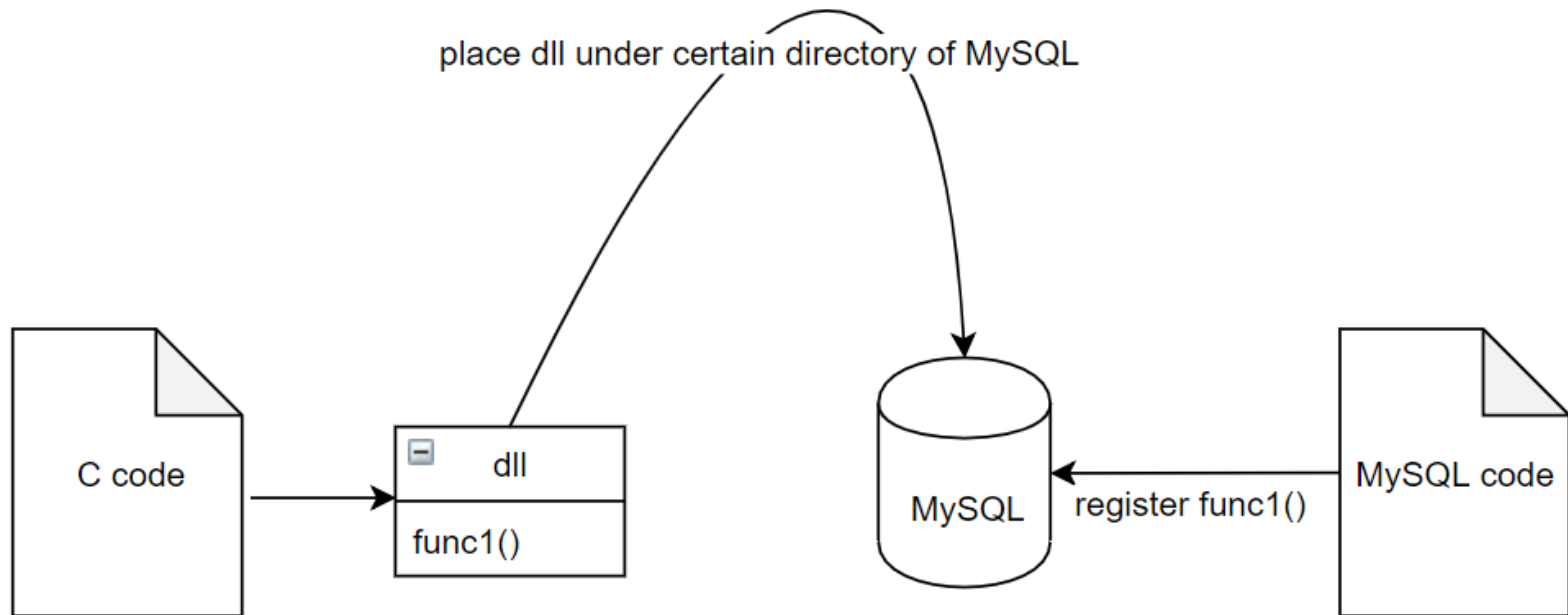 place dll under certain directory of MySQL
C code
dll
func1()
MySQL
register func1()
MySQL code